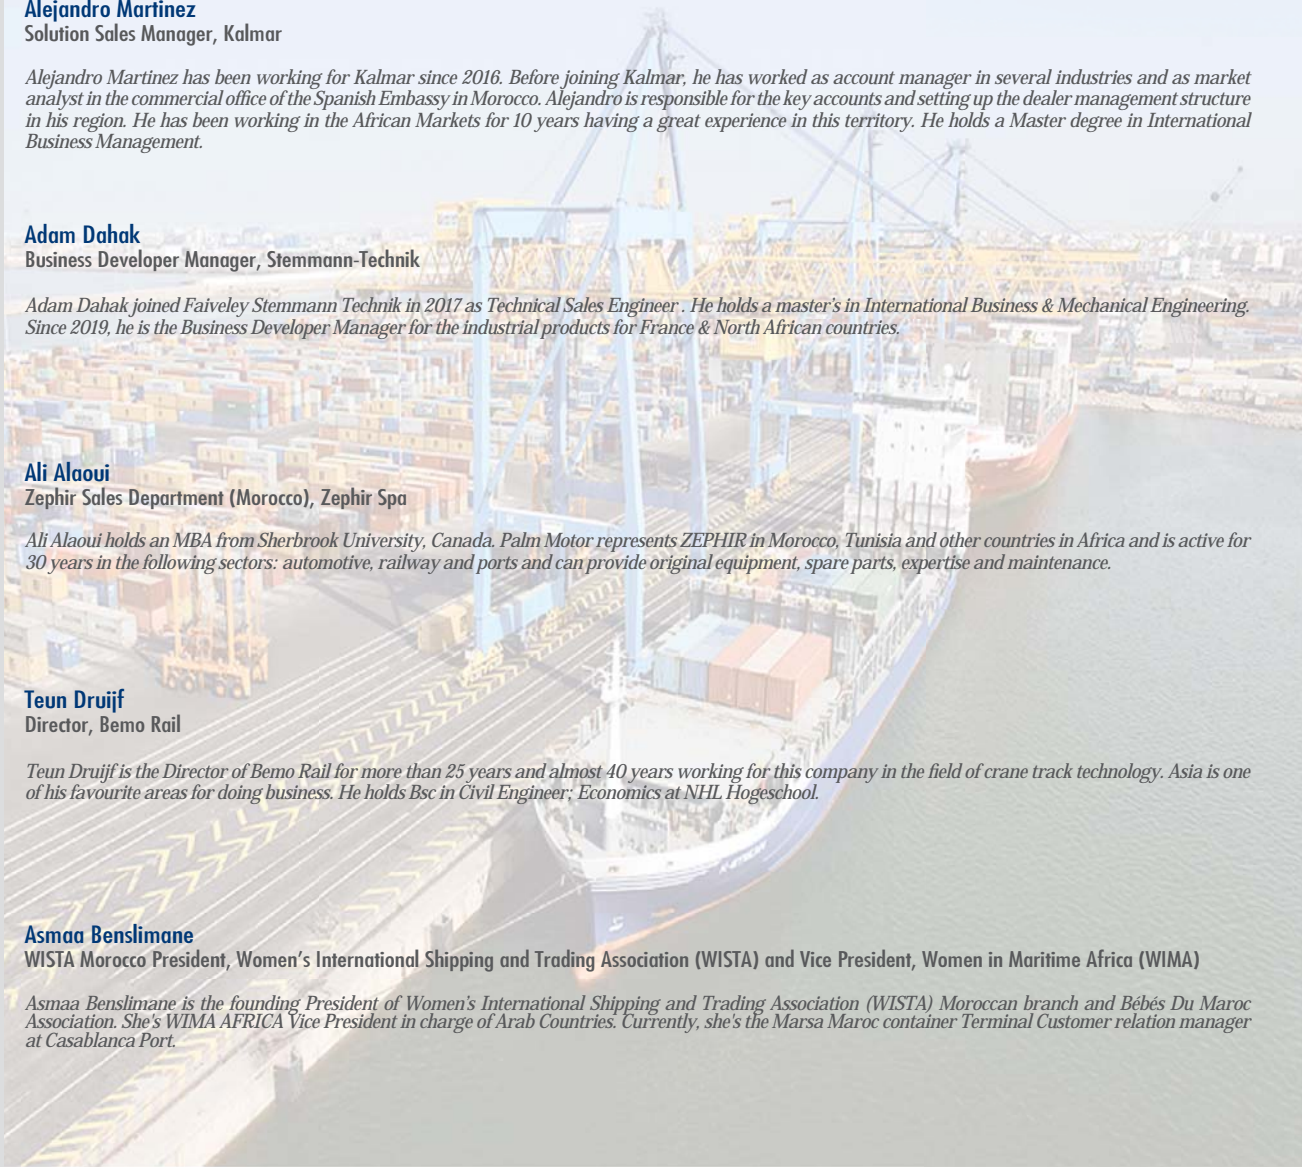 Alejandro Martinez
Solution Sales Manager, Kalmar
Alejandro Martinez has been working for Kalmar since 2016. Before joining Kalmar, he has worked as account manager in several industries and as market
analyst in the commercial office of the Spanish Embassy in Morocco. Alejandro is responsible for the key accounts and setting up the dealer management structure
in his region. He has been working in the African Markets for 10 years having a great experience in this territory. He holds a Master degree in International
Business Management.
Adam Dahak
Business Developer Manager, Stemmann-Technik
Adam Dahak joined Faiveley Stemmann Technik in 2017 as Technical Sales Engineer . He holds a master's in International Business & Mechanical Engineering.
Since 2019, he is the Business Developer Manager for the industrial products for France & North African countries.
Ali Alaoui
Zephir Sales Department (Morocco), Zephir Spa
Ali Alaoui holds an MBA from Sherbrook University, Canada. Palm Motor represents ZEPHIR in Morocco, Tunisia and other countries in Africa and is active for
30 years in the following sectors: automotive, railway and ports and can provide original equipment, spare parts, expertise and maintenance.
Teun Druijf
Director, Bemo Rail
Teun Druijf is the Director of Bemo Rail for more than 25 years and almost 40 years working for this company in the field of crane track technology. Asia is one
of his favourite areas for doing business. He holds Bsc in Civil Engineer; Economics at NHL Hogeschool.
Asmaa Benslimane
WISTA Morocco President, Women's International Shipping and Trading Association (WISTA) and Vice President, Women in Maritime Africa (WIMA)
Asmaa Benslimane is the founding President of Women's International Shipping and Trading Association (WISTA) Moroccan branch and Bébés Du Maroc
Association. She's WIMA AFRICA Vice President in charge of Arab Countries. Currently, she's the Marsa Maroc container Terminal Customer relation manager
at Casablanca Port.